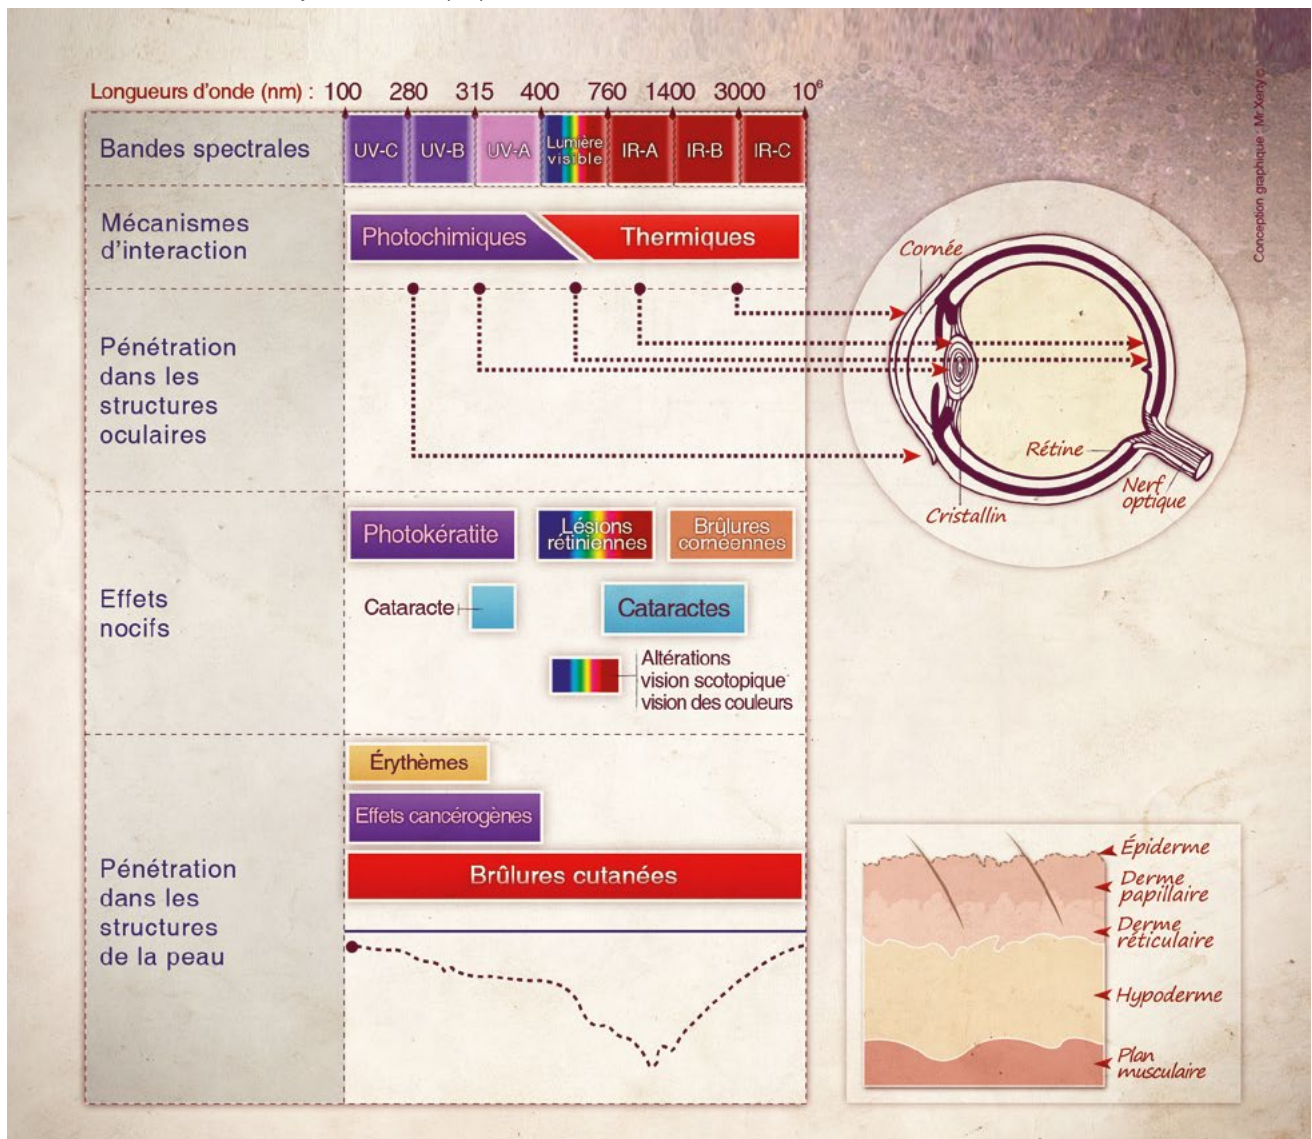 Longueurs d'onde (nm) : 100 280 315 400 760 1400 3000 10⁶
Bandes spectrales
UV-C
UV-B
UV-A
Lumière
visible
IR-A
IR-B
IR-C
Mécanismes
d'interaction
Photochimiques
Thermiques
Pénétration
dans les
structures
oculaires
Cornée
Rétine
Nerf
optique
Cristallin
Effets
nocifs
Photokératite
Lésions
rétiniennes
Brûlures
cornéennes
Cataracte
Cataractes
Altérations
vision scotopique
vision des couleurs
Pénétration
dans les
structures
de la peau
Érythèmes
Effets cancérogènes
Brûlures cutanées
Épiderme
Derme
papillaire
Derme
réticulaire
Hypoderme
Plan
musculaire
Conception graphique : Mr.Xerty©